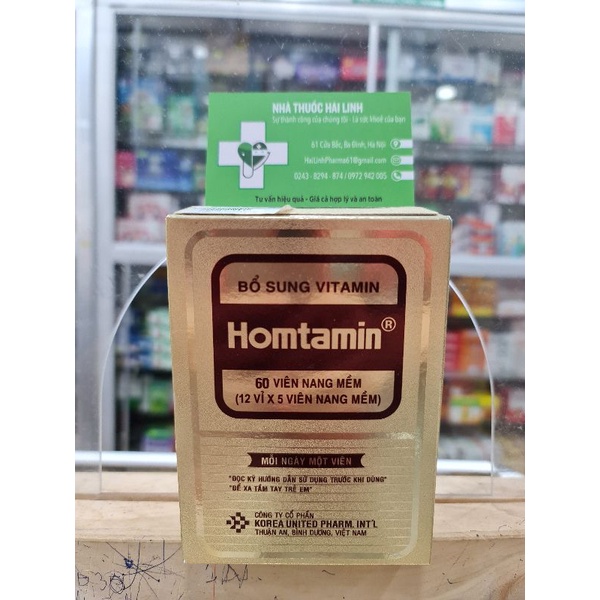 NHÀ THUỐC HẢI LINH
Sự thành công của chúng tôi - Là sức khoẻ của bạn
61 Cửa Bắc, Ba Đình, Hà Nội
HaiLinhPharma61@gmail.com
0243 - 8294 - 874 / 0972 942 005
Tư vấn hiệu quả - Giá cả hợp lý và an toàn
BỔ SUNG VITAMIN
Homtamin®
60 VIÊN NANG MỀM
(12 VỈ X 5 VIÊN NANG MỀM)
MỖI NGÀY MỘT VIÊN
"ĐỌC KỸ HƯỚNG DẪN SỬ DỤNG TRƯỚC KHI DÙNG"
"ĐỂ XA TẦM TAY TRẺ EM"
CÔNG TY CỔ PHẦN
KOREA UNITED PHARM. INT'L
THUẬN AN, BÌNH DƯƠNG, VIỆT NAM